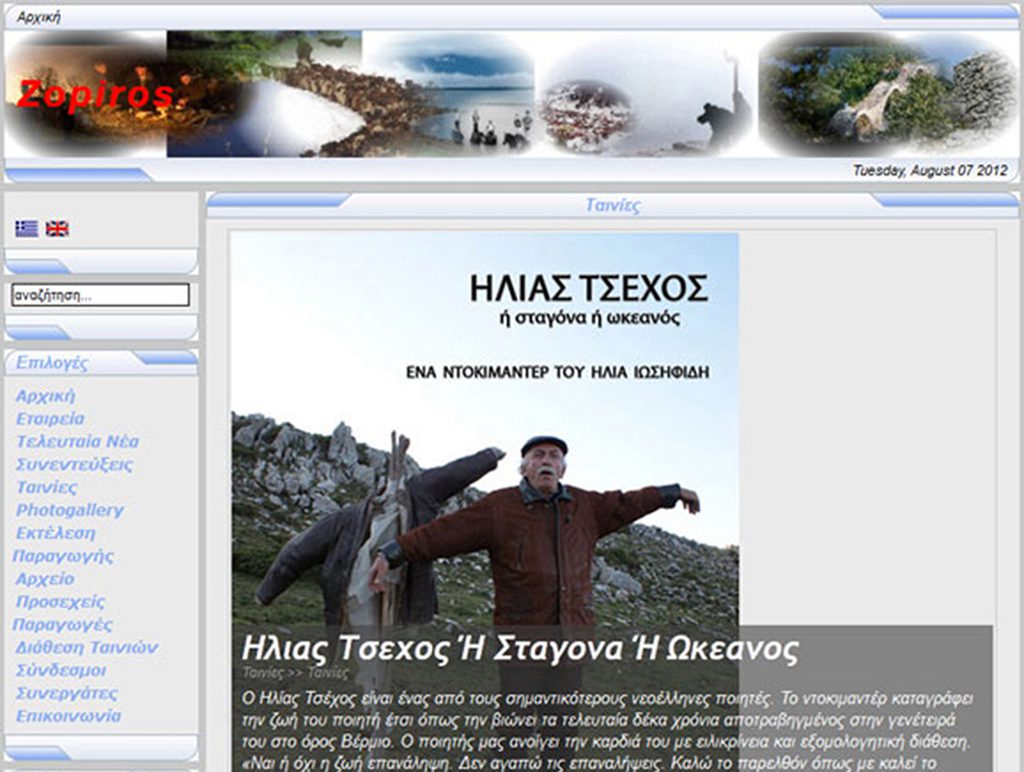 Αρχική
Zopiros
Tuesday, August 07 2012
Ταινίες
αναζήτηση...
Επιλογές
Αρχική
Εταιρεία
Τελευταία Νέα
Συνεντεύξεις
Ταινίες
Photogallery
Εκτέλεση
Παραγωγής
Αρχείο
Προσεχείς
Παραγωγές
Διάθεση Ταινιών
Σύνδεσμοι
Συνεργάτες
Επικοινωνία
ΗΛΙΑΣ ΤΣΕΧΟΣ
ή σταγόνα ή ωκεανός
ΕΝΑ ΝΤΟΚΙΜΑΝΤΕΡ ΤΟΥ ΗΛΙΑ ΙΩΣΗΦΙΔΗ
Ηλιας Τσεχος Ή Σταγονα Ή Ωκεανος
Ταινίες >> Ταινίες
Ο Ηλίας Τσέχος είναι ένας από τους σημαντικότερους νεοέλληνες ποιητές. Το ντοκιμαντέρ καταγράφει
την ζωή του ποιητή έτσι όπως την βιώνει τα τελευταία δέκα χρόνια αποτραβηγμένος στην γενέτειρά
του στο όρος Βέρμιο. Ο ποιητής μας ανοίγει την καρδιά του με ειλικρίνεια και εξομολογητική διάθεση.
«Ναι ή όχι η ζωή επανάληψη. Δεν αγαπώ τις επαναλήψεις. Καλώ το παρελθόν όπως με καλεί το